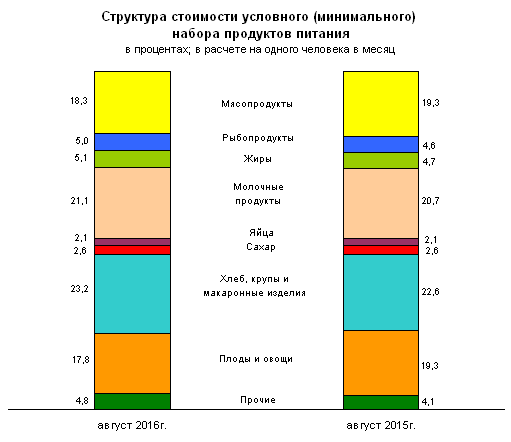 Структура стоимости условного (минимального)
набора продуктов питания
в процентах; в расчете на одного человека в месяц
18,3 Мясопродукты 19,3
5,0 Рыбопродукты 4,6
5,1 Жиры 4,7
21,1 Молочные 20,7
продукты
2,1 Яйца 2,1
2,6 Сахар 2,6
23,2 Хлеб, крупы и 22,6
макаронные изделия
17,8 Плоды и овощи 19,3
4,8 Прочие 4,1
август 2016г. август 2015г.